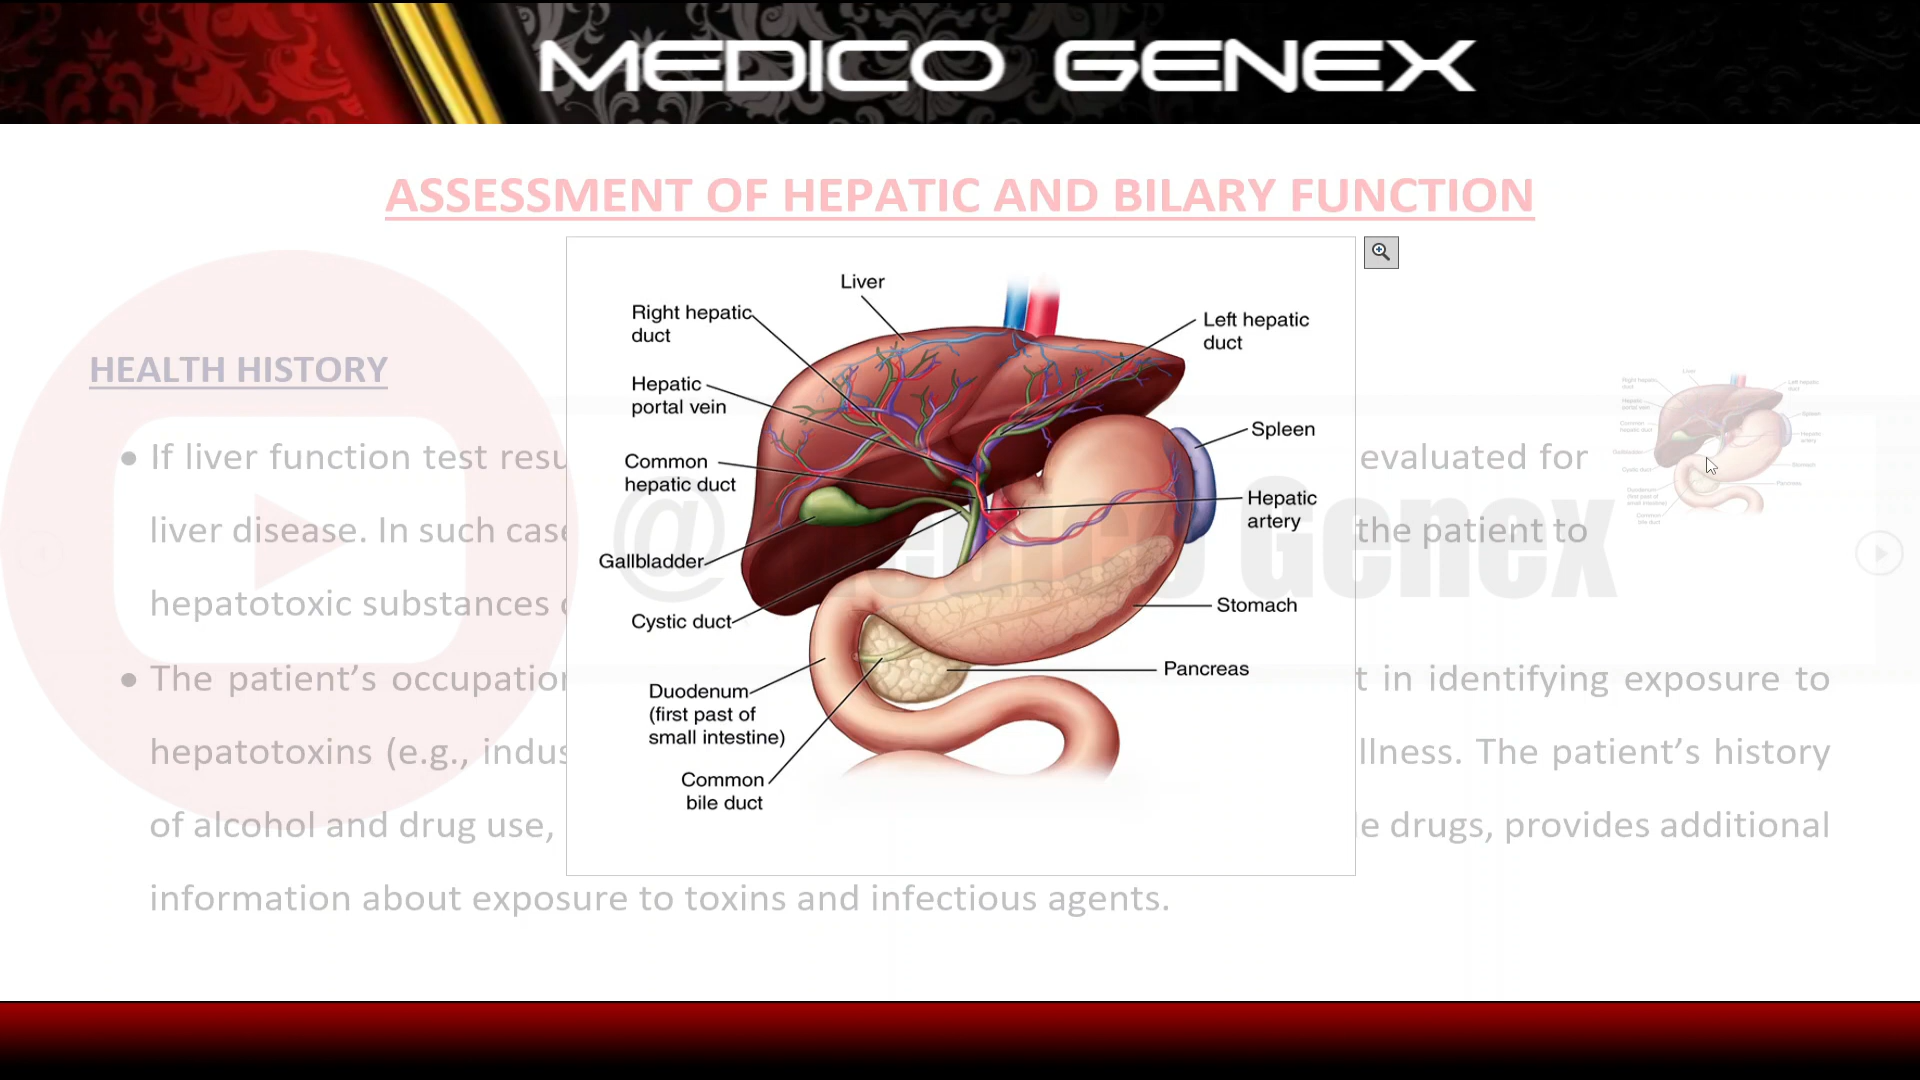 MEDICO GENEX
ASSESSMENT OF HEPATIC AND BILARY FUNCTION
HEALTH HISTORY
• If liver function test resu evaluated for
liver disease. In such case the patient to
hepatotoxic substances
• The patient's occupation t in identifying exposure to
hepatotoxins (e.g., indus llness. The patient's history
of alcohol and drug use, e drugs, provides additional
information about exposure to toxins and infectious agents.
Liver
Right hepatic
duct
Left hepatic
duct
Hepatic
portal vein
Spleen
Common
hepatic duct
Hepatic
artery
Gallbladder
Stomach
Cystic duct
Pancreas
Duodenum
(first past of
small intestine)
Common
bile duct
@Medico Genex